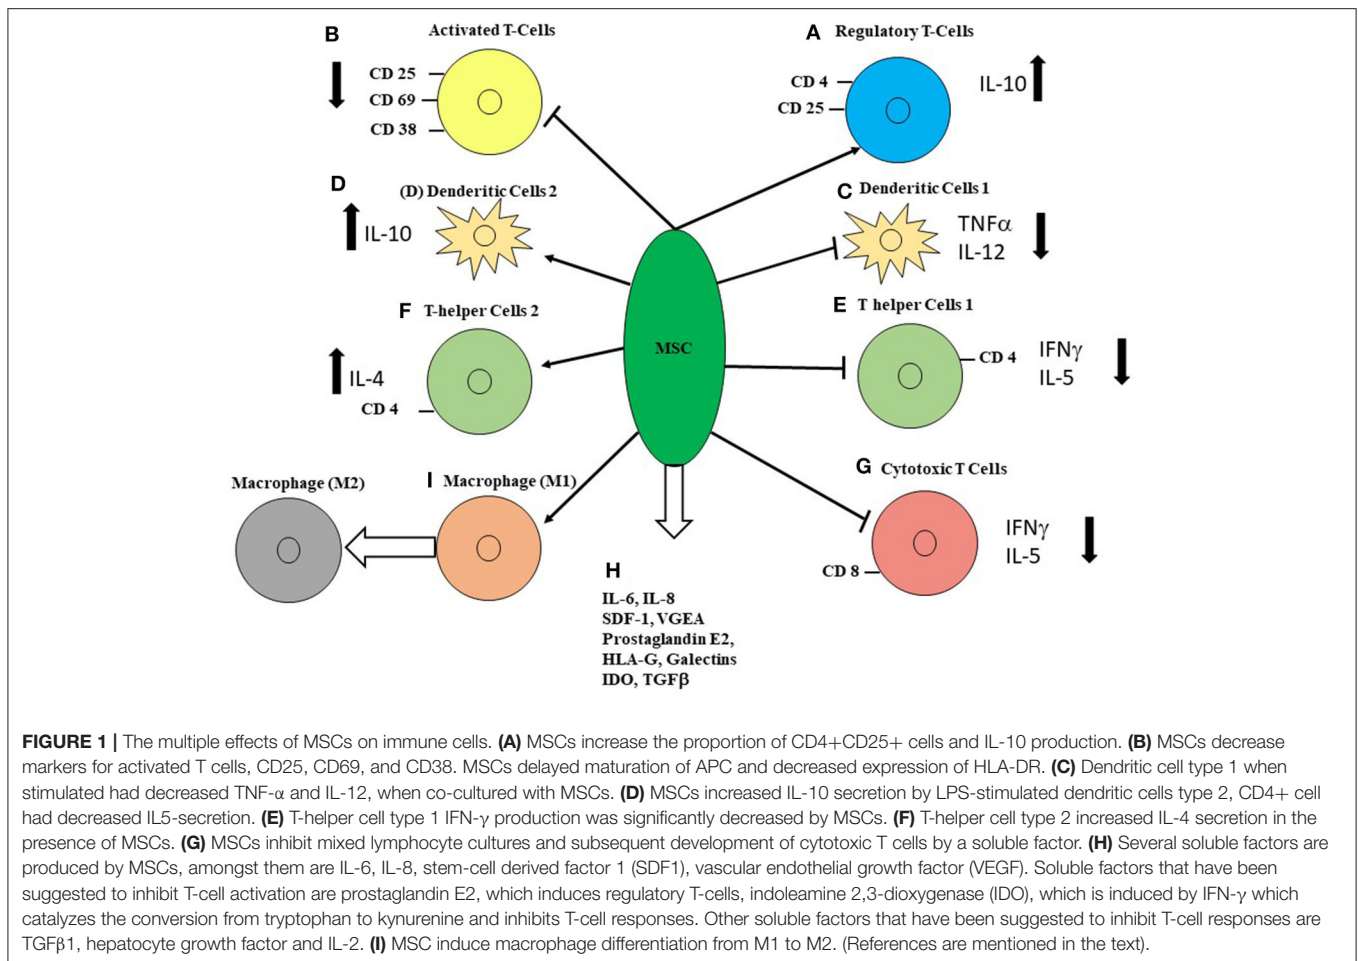 B
Activated T-Cells
CD 25
CD 69
CD 38
A
Regulatory T-Cells
CD 4
CD 25
IL-10
D
(D) Denderitic Cells 2
IL-10
C
Denderitic Cells 1
TNFα
IL-12
F
T-helper Cells 2
IL-4
CD 4
MSC
E
T helper Cells 1
CD 4
IFNγ
IL-5
Macrophage (M2)
I
Macrophage (M1)
G
Cytotoxic T Cells
CD 8
IFNγ
IL-5
H
IL-6, IL-8
SDF-1, VGEA
Prostaglandin E2,
HLA-G, Galectins
IDO, TGFβ
FIGURE 1 | The multiple effects of MSCs on immune cells. (A) MSCs increase the proportion of CD4+CD25+ cells and IL-10 production. (B) MSCs decrease
markers for activated T cells, CD25, CD69, and CD38. MSCs delayed maturation of APC and decreased expression of HLA-DR. (C) Dendritic cell type 1 when
stimulated had decreased TNF-α and IL-12, when co-cultured with MSCs. (D) MSCs increased IL-10 secretion by LPS-stimulated dendritic cells type 2, CD4+ cell
had decreased IL5-secretion. (E) T-helper cell type 1 IFN-γ production was significantly decreased by MSCs. (F) T-helper cell type 2 increased IL-4 secretion in the
presence of MSCs. (G) MSCs inhibit mixed lymphocyte cultures and subsequent development of cytotoxic T cells by a soluble factor. (H) Several soluble factors are
produced by MSCs, amongst them are IL-6, IL-8, stem-cell derived factor 1 (SDF1), vascular endothelial growth factor (VEGF). Soluble factors that have been
suggested to inhibit T-cell activation are prostaglandin E2, which induces regulatory T-cells, indoleamine 2,3-dioxygenase (IDO), which is induced by IFN-γ which
catalyzes the conversion from tryptophan to kynurenine and inhibits T-cell responses. Other soluble factors that have been suggested to inhibit T-cell responses are
TGFβ1, hepatocyte growth factor and IL-2. (I) MSC induce macrophage differentiation from M1 to M2. (References are mentioned in the text).